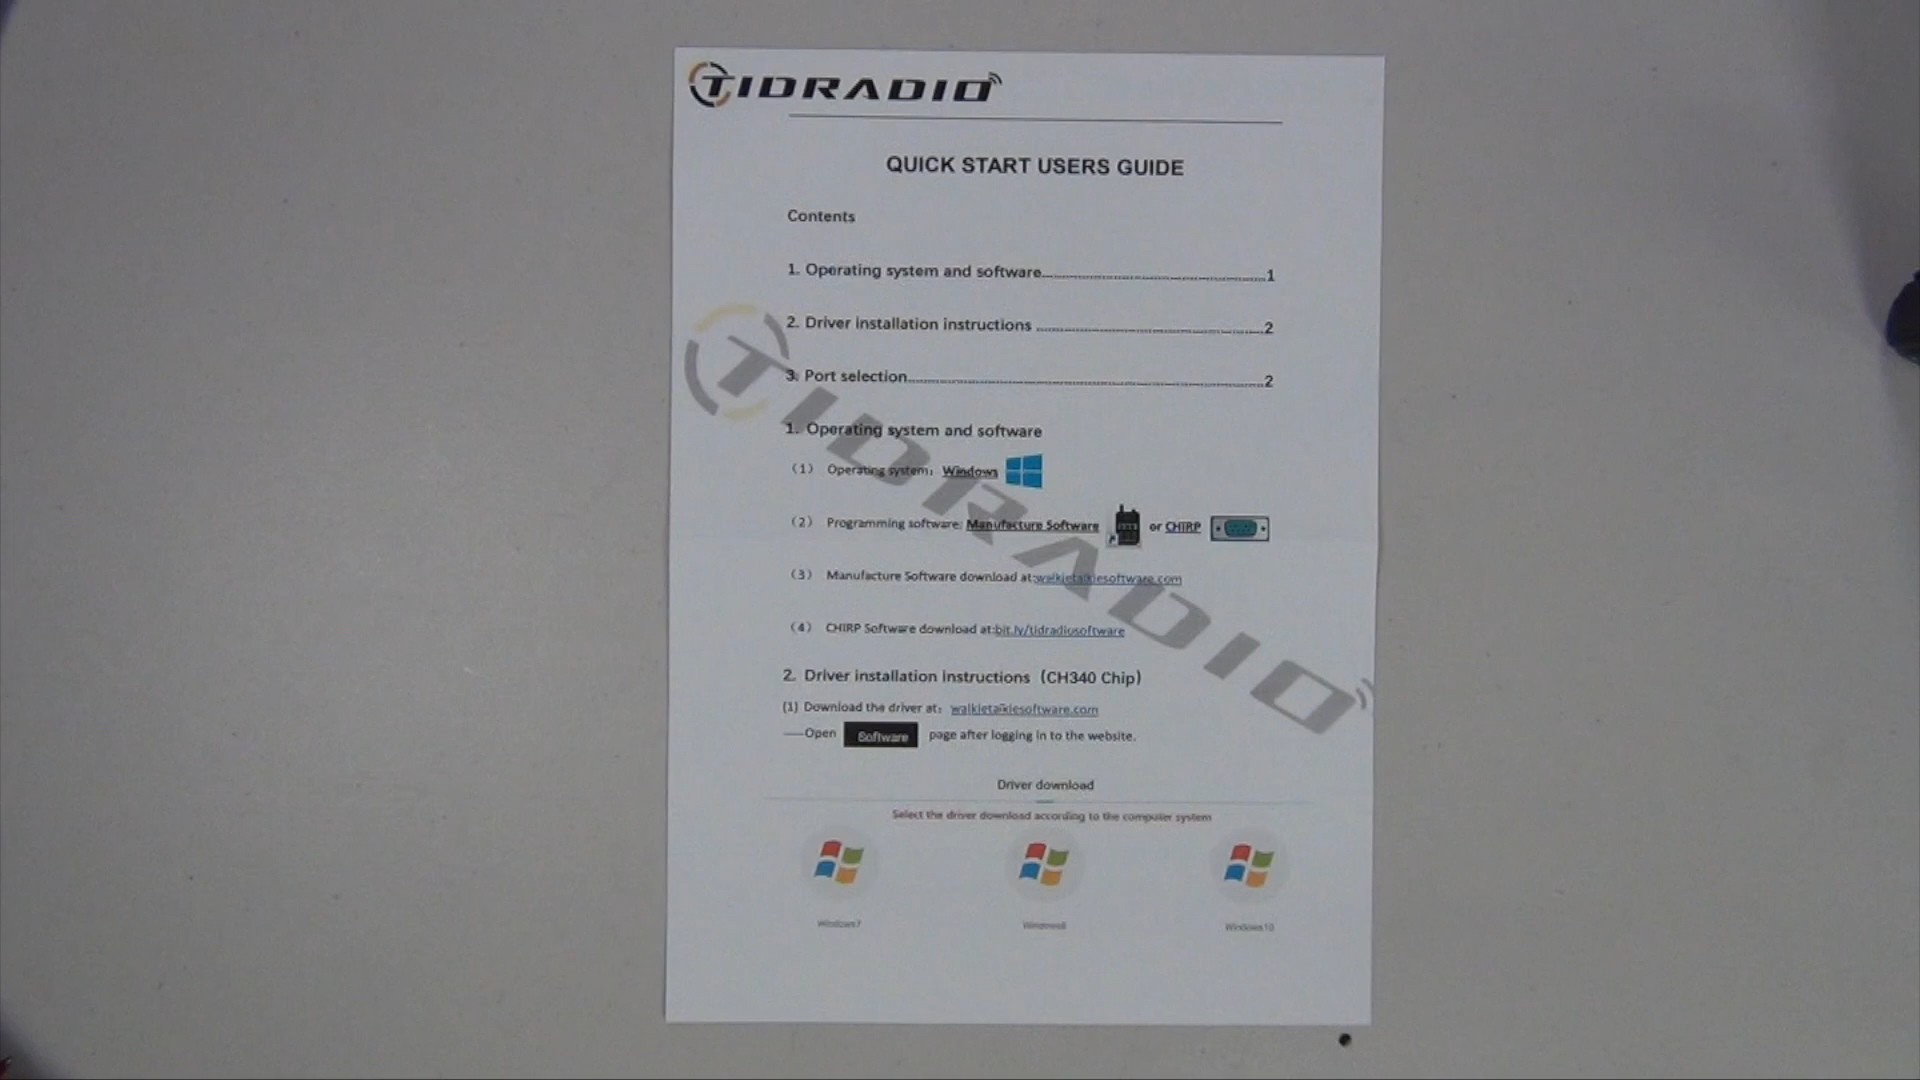 TIDRADIO
QUICK START USERS GUIDE
Contents
1. Operating system and software.......................................................1
2. Driver installation instructions .......................................................2
3. Port selection.......................................................2
1. Operating system and software
（1） Operating system： Windows
（2） Programming software: Manufacture Software or CHIRP
（3） Manufacture Software download at:walkietalkiesoftware.com
（4） CHIRP Software download at:bit.ly/tidradiosoftware
2. Driver installation instructions（CH340 Chip）
(1) Download the driver at： walkietalkiesoftware.com
——Open Software page after logging in to the website.
Driver download
Select the driver download according to the computer system
Windows7 Windows8 Windows10
TIDRADIO